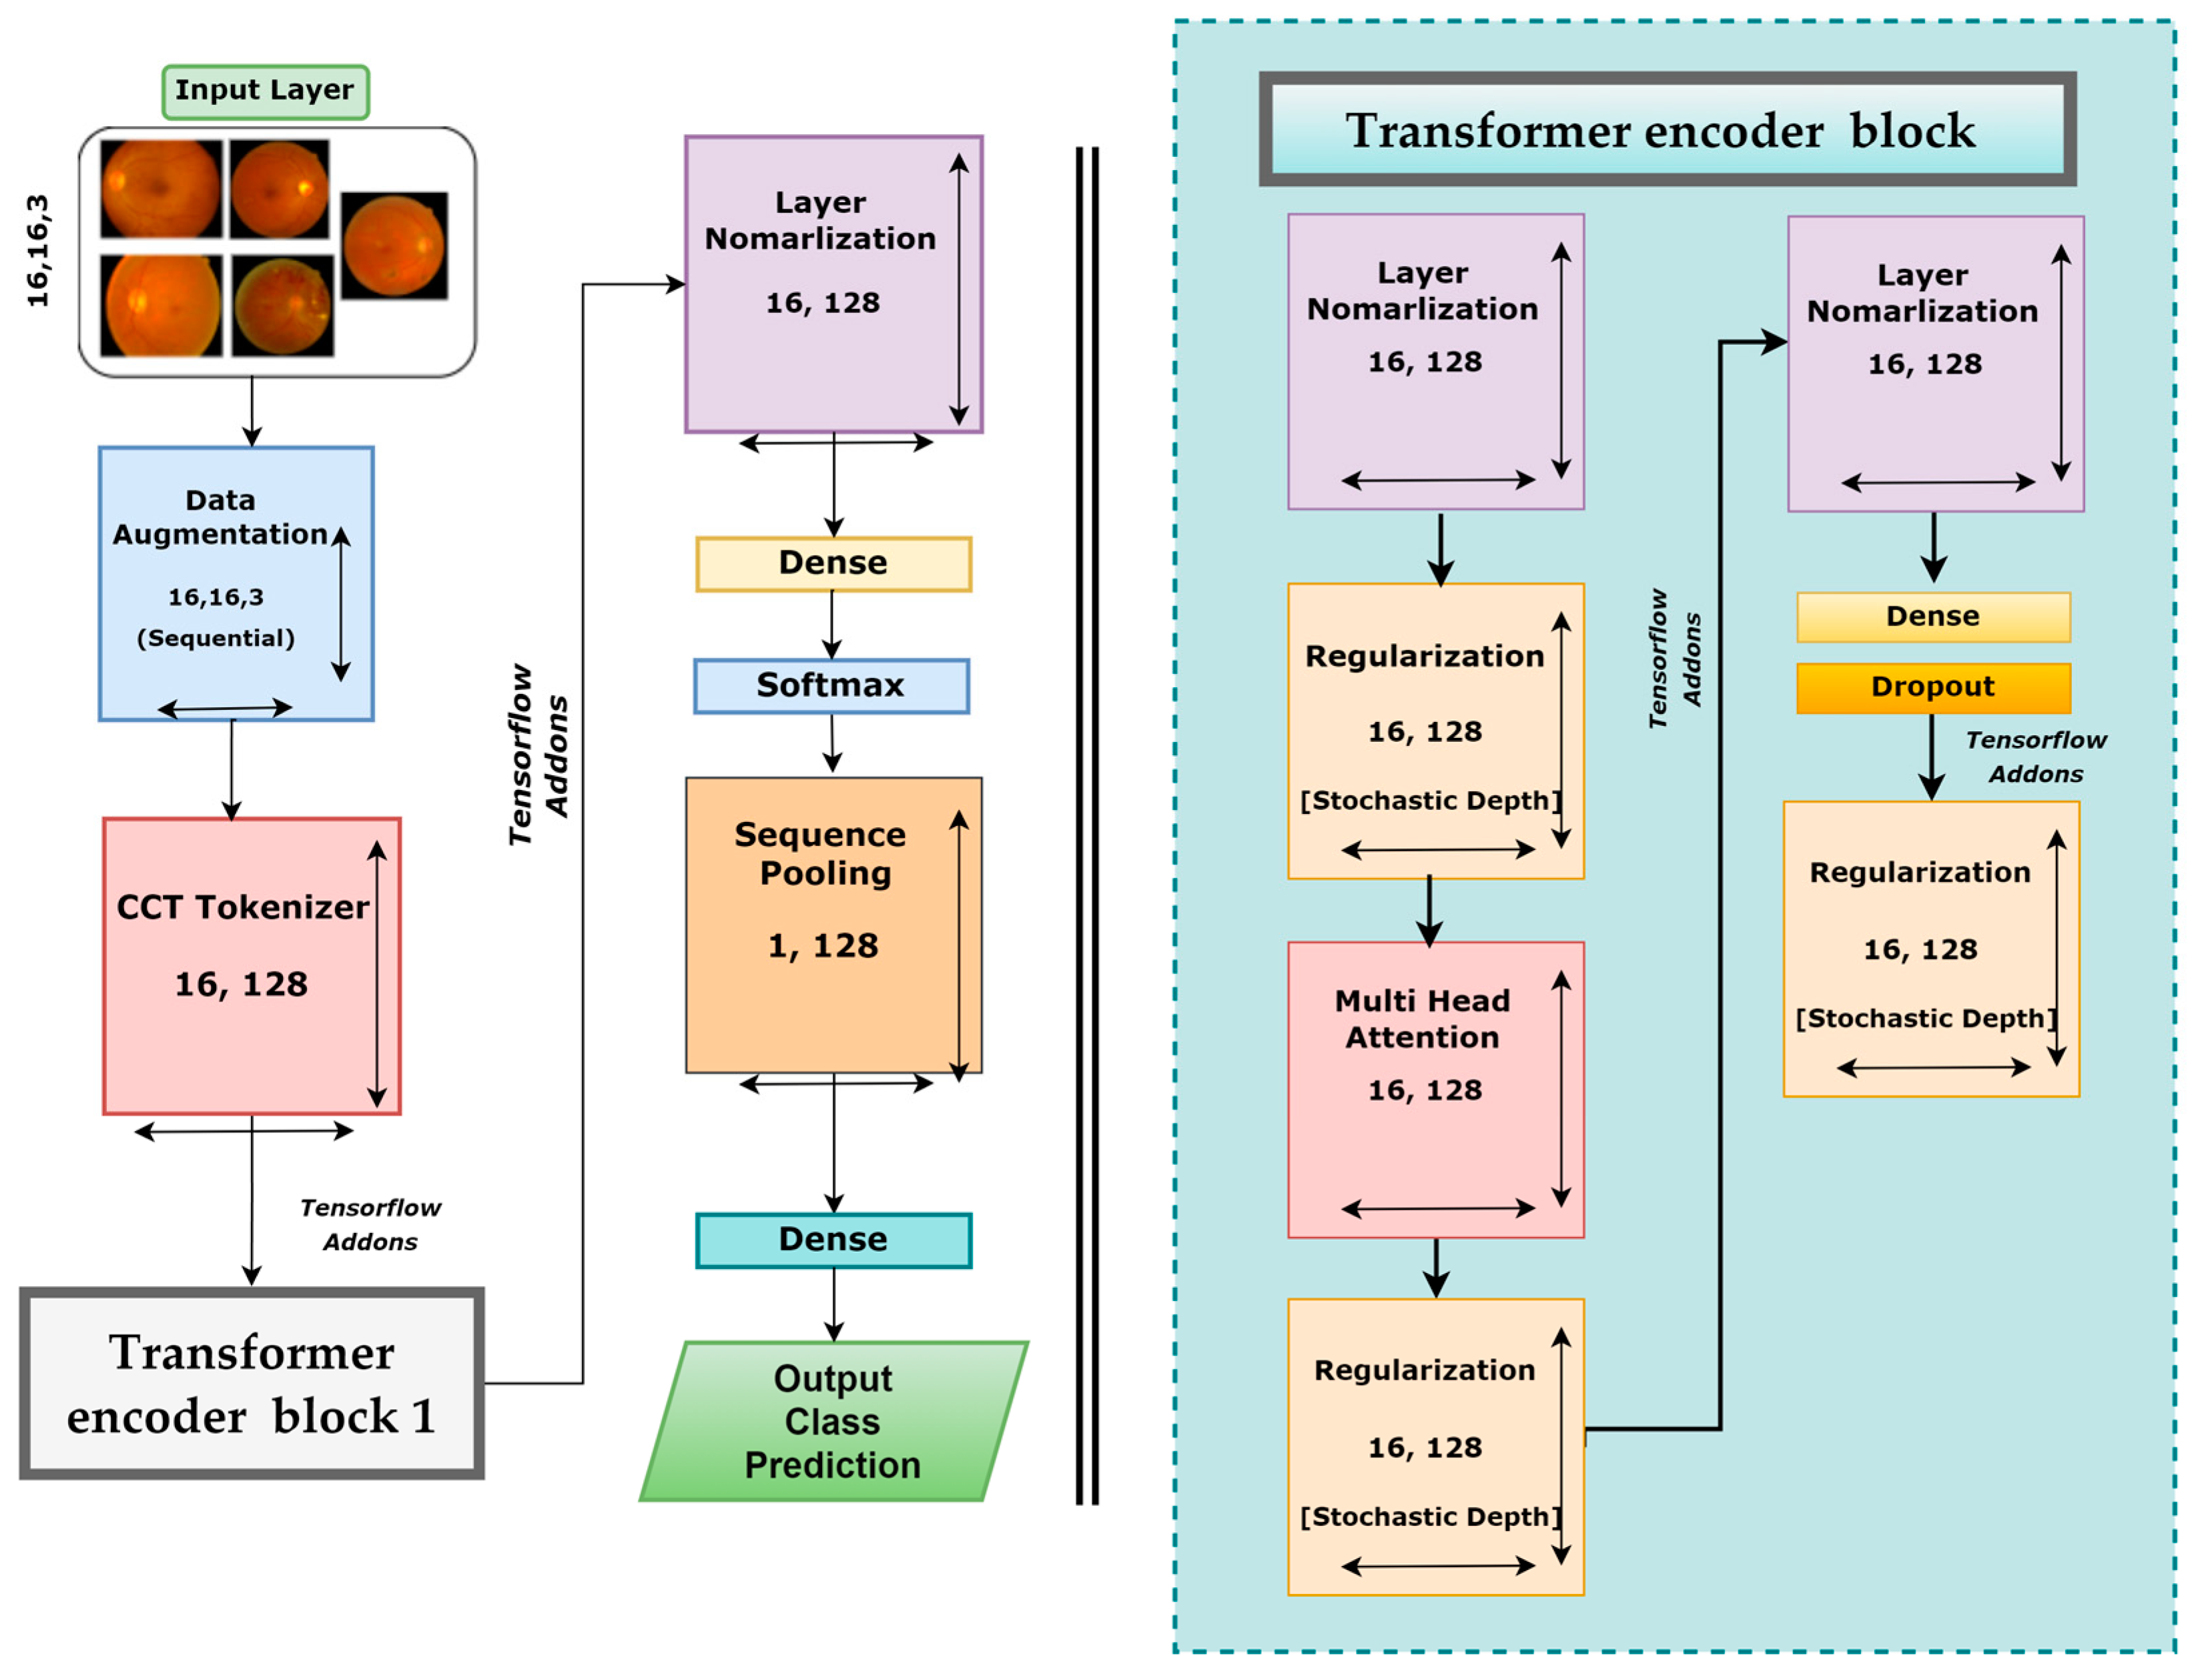 Input Layer
16,16,3
Data
Augmentation
16,16,3
(Sequential)
CCT Tokenizer
16, 128
Tensorflow
Addons
Transformer
encoder block 1
Tensorflow
Addons
Layer
Nomarlization
16, 128
Dense
Softmax
Sequence
Pooling
1, 128
Dense
Output
Class
Prediction
Transformer encoder block
Layer
Nomarlization
16, 128
Regularization
16, 128
[Stochastic Depth]
Multi Head
Attention
16, 128
Regularization
16, 128
[Stochastic Depth]
Tensorflow
Addons
Layer
Nomarlization
16, 128
Dense
Dropout
Tensorflow
Addons
Regularization
16, 128
[Stochastic Depth]